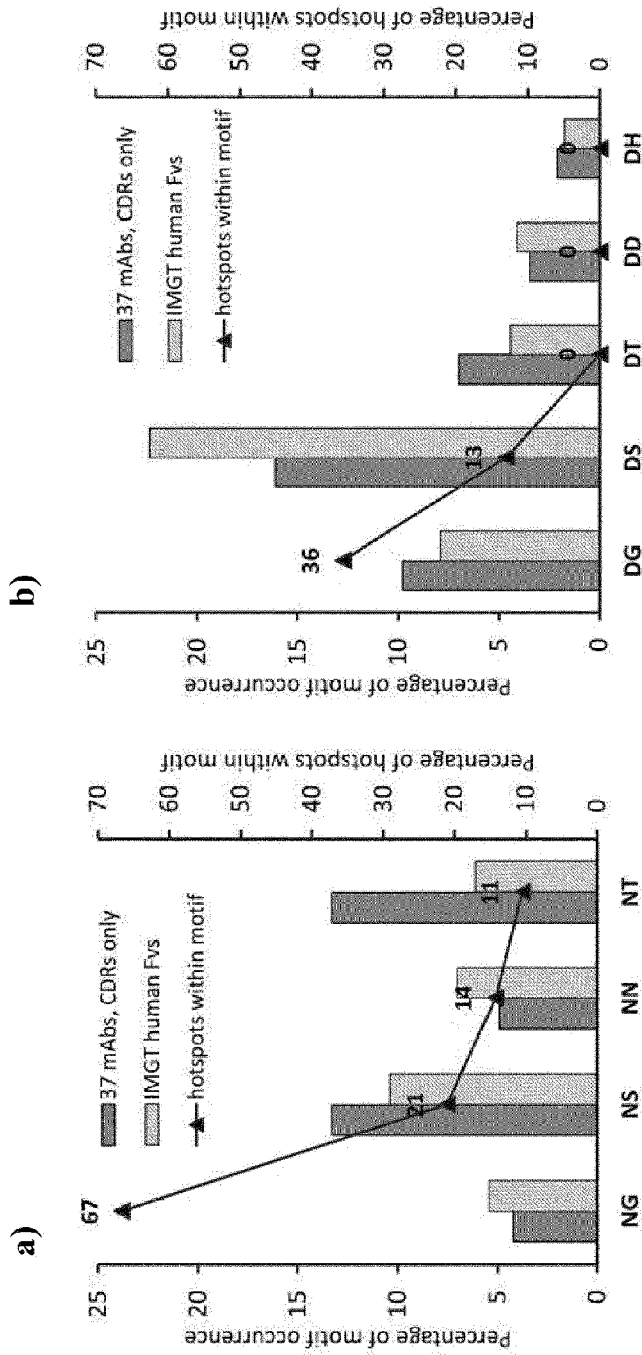 a)
Percentage of motif occurrence
25
20
15
10
5
0
Percentage of hotspots within motif
70
60
50
40
30
20
10
0
37 mAbs, CDRs only
IMGT human Fvs
hotspots within motif
67
21
14
11
NG
NS
NN
NT
b)
Percentage of motif occurrence
25
20
15
10
5
0
Percentage of hotspots within motif
70
60
50
40
30
20
10
0
37 mAbs, CDRs only
IMGT human Fvs
hotspots within motif
36
13
0
0
0
DG
DS
DT
DD
DH